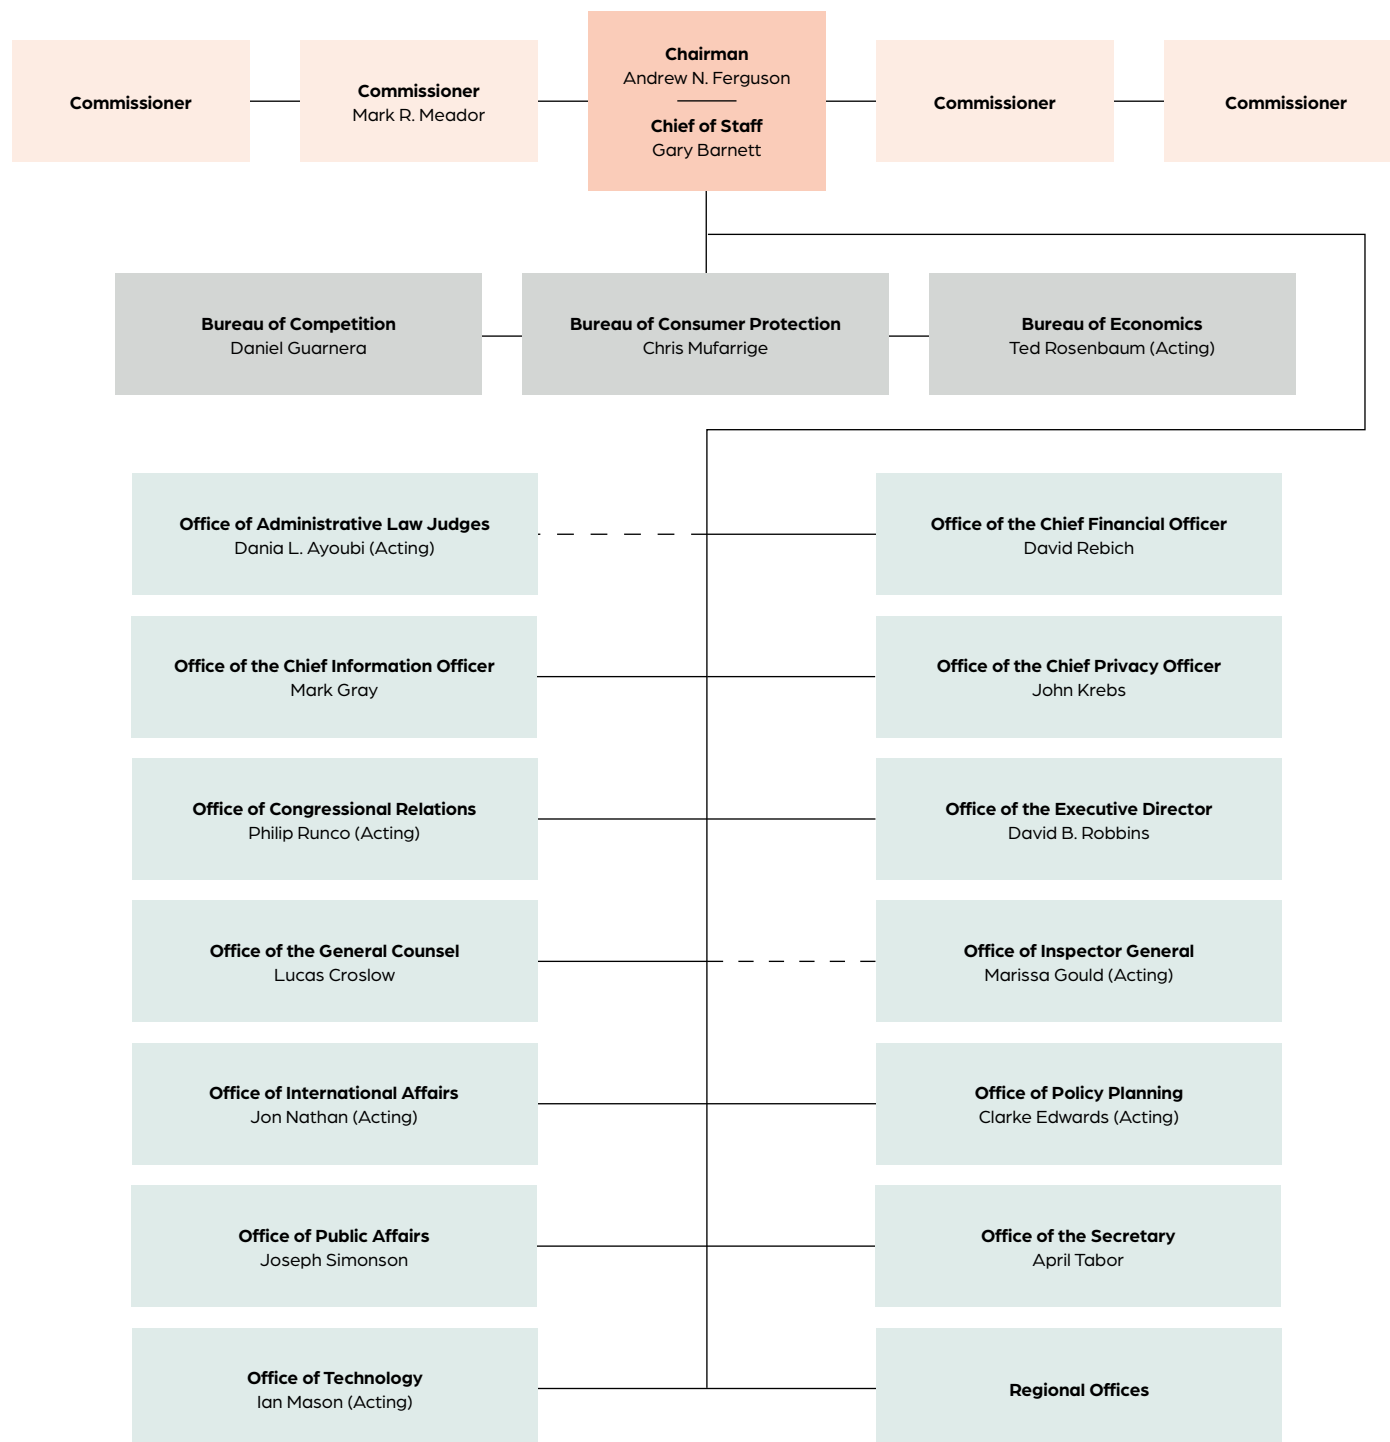 Commissioner
Commissioner
Mark R. Meador
Chairman
Andrew N. Ferguson
Chief of Staff
Gary Barnett
Commissioner
Commissioner
Bureau of Competition
Daniel Guarnera
Bureau of Consumer Protection
Chris Mufarrige
Bureau of Economics
Ted Rosenbaum (Acting)
Office of Administrative Law Judges
Dania L. Ayoubi (Acting)
Office of the Chief Financial Officer
David Rebich
Office of the Chief Information Officer
Mark Gray
Office of the Chief Privacy Officer
John Krebs
Office of Congressional Relations
Philip Runco (Acting)
Office of the Executive Director
David B. Robbins
Office of the General Counsel
Lucas Croslow
Office of Inspector General
Marissa Gould (Acting)
Office of International Affairs
Jon Nathan (Acting)
Office of Policy Planning
Clarke Edwards (Acting)
Office of Public Affairs
Joseph Simonson
Office of the Secretary
April Tabor
Office of Technology
Ian Mason (Acting)
Regional Offices